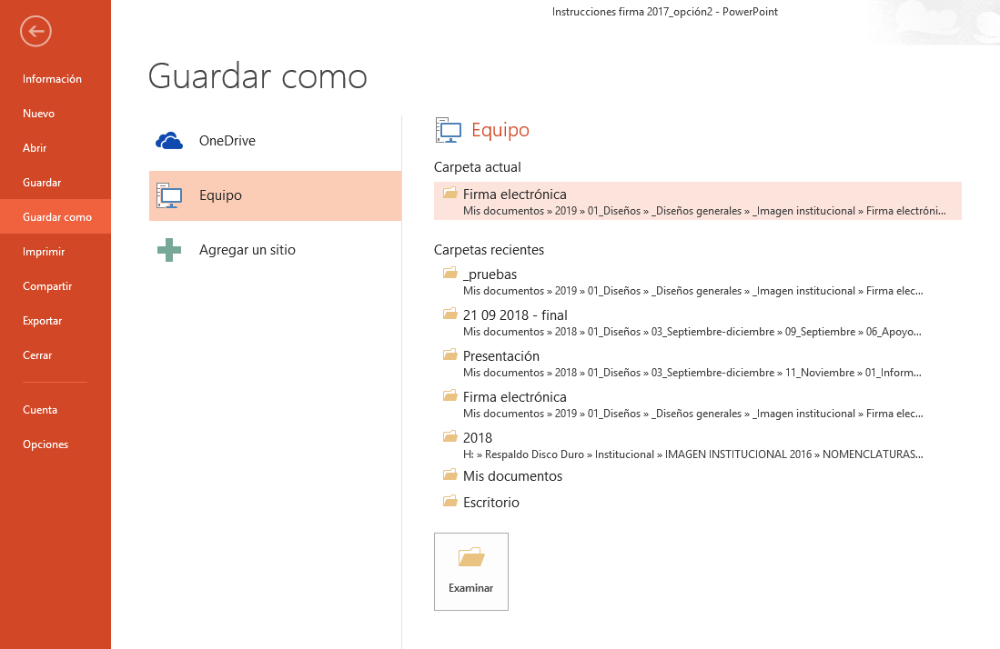 Instrucciones firma 2017_opción2 - PowerPoint
Información
Nuevo
Abrir
Guardar
Guardar como
Imprimir
Compartir
Exportar
Cerrar
Cuenta
Opciones
Guardar como
OneDrive
Equipo
Agregar un sitio
Equipo
Carpeta actual
Firma electrónica
Mis documentos » 2019 » 01_Diseños » _Diseños generales » _Imagen institucional » Firma electróni...
Carpetas recientes
_pruebas
Mis documentos » 2019 » 01_Diseños » _Diseños generales » _Imagen institucional » Firma elec...
21 09 2018 - final
Mis documentos » 2018 » 01_Diseños » 03_Septiembre-diciembre » 09_Septiembre » 06_Apoyo...
Presentación
Mis documentos » 2018 » 01_Diseños » 03_Septiembre-diciembre » 11_Noviembre » 01_Inform...
Firma electrónica
Mis documentos » 2019 » 01_Diseños » _Diseños generales » _Imagen institucional » Firma elec...
2018
H: » Respaldo Disco Duro » Institucional » IMAGEN INSTITUCIONAL 2016 » NOMENCLATURAS...
Mis documentos
Escritorio
Examinar